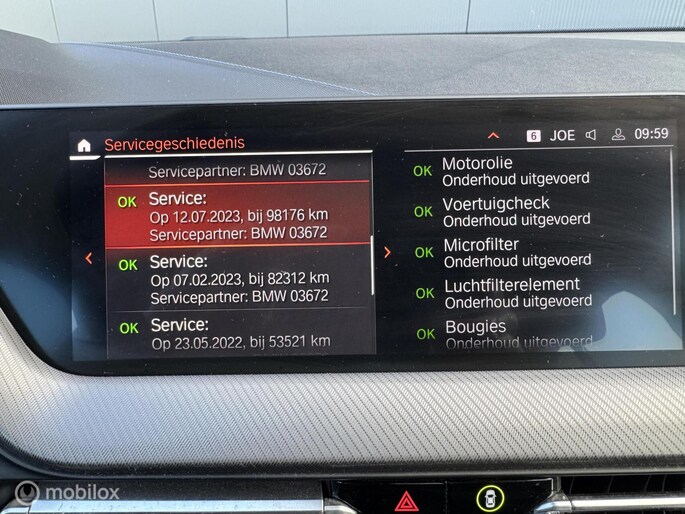 Servicegeschiedenis
6 JOE 09:59
Servicepartner: BMW 03672
OK Service:
Op 12.07.2023, bij 98176 km
Servicepartner: BMW 03672
OK Service:
Op 07.02.2023, bij 82312 km
Servicepartner: BMW 03672
OK Service:
Op 23.05.2022, bij 53521 km
OK Motorolie
Onderhoud uitgevoerd
OK Voertuigcheck
Onderhoud uitgevoerd
OK Microfilter
Onderhoud uitgevoerd
OK Luchtfilterelement
Onderhoud uitgevoerd
OK Bougies
Onderhoud uitgevoerd
mobilox